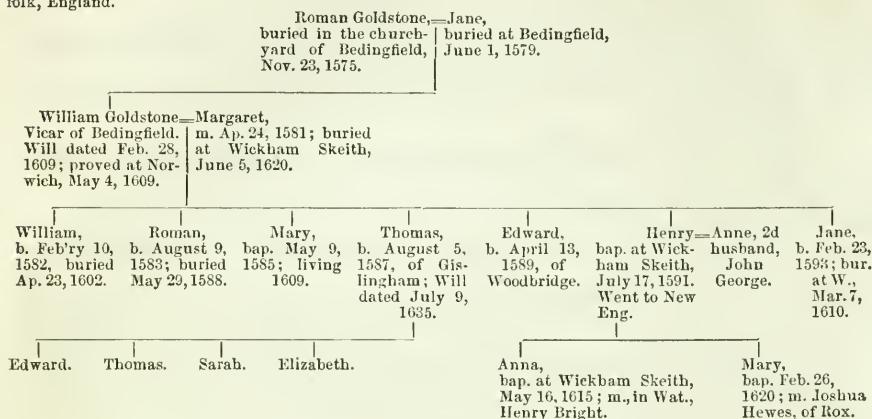 folk, England.
Roman Goldstone,=Jane,
buried in the church- buried at Bedingfield,
yard of Bedingfield, June 1, 1579.
Nov. 23, 1575.
William Goldstone=Margaret,
Vicar of Bedingfield. m. Ap. 24, 1581; buried
Will dated Feb. 28, at Wickham Skeith,
1609; proved at Nor- June 5, 1620.
wich, May 4, 1609.
William,
b. Feb'ry 10,
1582, buried
Ap. 23, 1602.
Roman,
b. August 9,
1583; buried
May 29, 1588.
Mary,
bap. May 9,
1585; living
1609.
Thomas,
b. August 5,
1587, of Gis-
lingham; Will
dated July 9,
1635.
Edward,
b. April 13,
1589, of
Woodbridge.
Henry=Anne, 2d
bap. at Wick- husband,
ham Skeith, John
July 17, 1591. George.
Went to New
Eng.
Jane,
b. Feb. 23,
1593; bur.
at W.,
Mar. 7,
1610.
Edward. Thomas. Sarah. Elizabeth.
Anna,
bap. at Wickham Skeith,
May 16, 1615; m., in Wat.,
Henry Bright.
Mary,
bap. Feb. 26,
1620; m. Joshua
Hewes, of Rox.